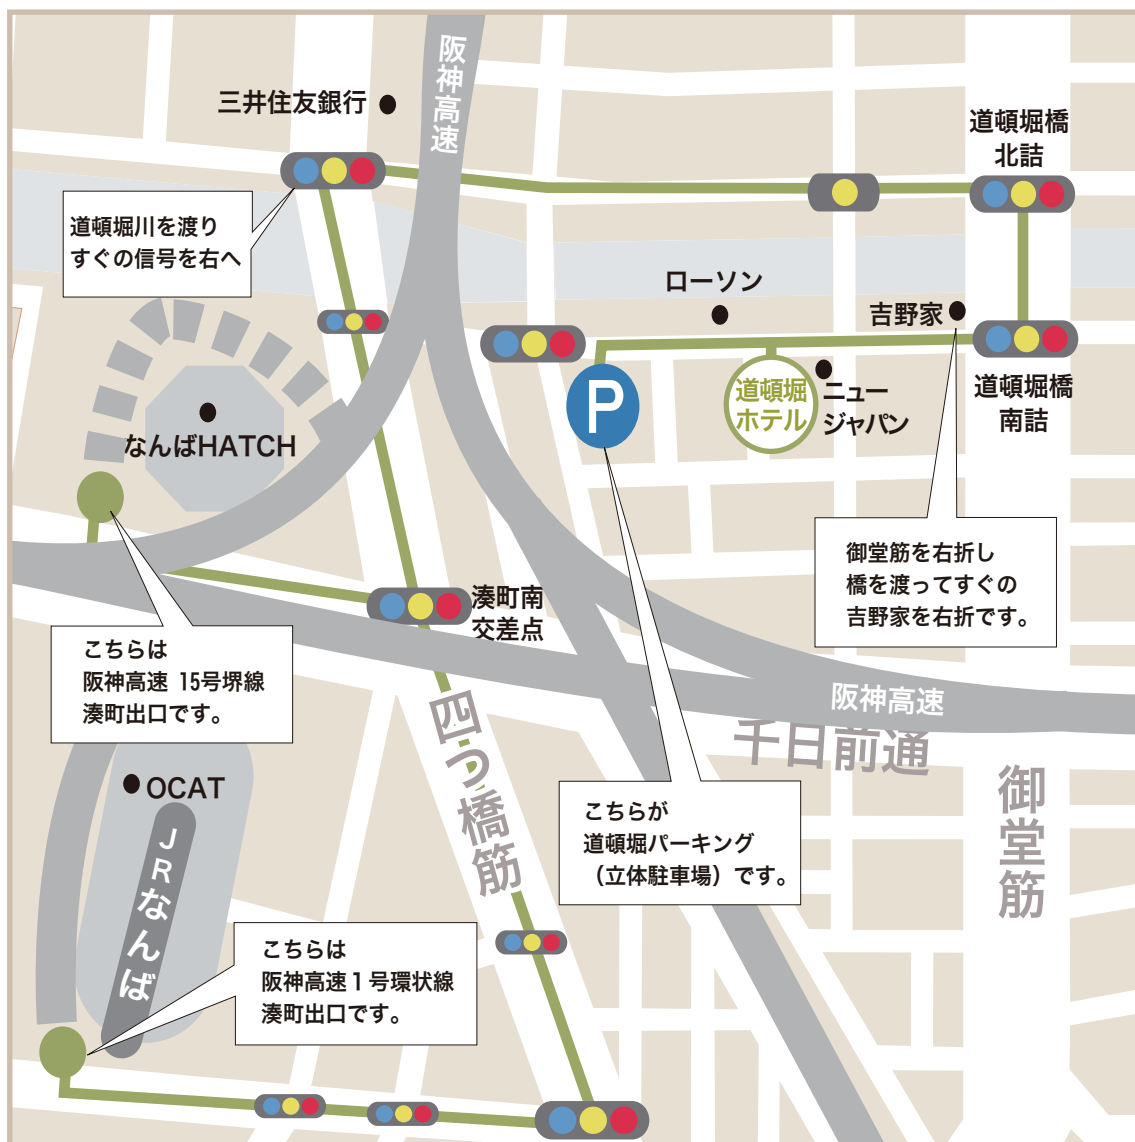 阪神高速
三井住友銀行
道頓堀橋
北詰
道頓堀川を渡り
すぐの信号を右へ
ローソン
吉野家
道頓堀
ホテル
ニュー
ジャパン
道頓堀橋
南詰
P
なんばHATCH
御堂筋を右折し
橋を渡ってすぐの
吉野家を右折です。
湊町南
交差点
こちらは
阪神高速 15号堺線
湊町出口です。
阪神高速
千日前通
四つ橋筋
御堂筋
OCAT
JRなんば
こちらが
道頓堀パーキング
（立体駐車場）です。
こちらは
阪神高速1号環状線
湊町出口です。